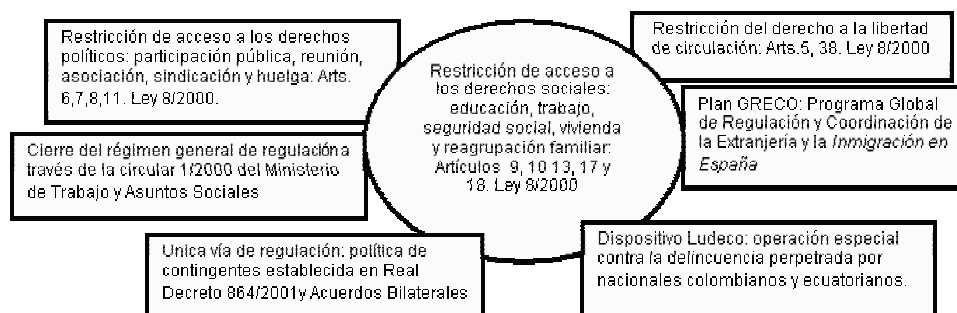 Restricción de acceso a los derechos
políticos: participación pública, reunión,
asociación, sindicación y huelga: Arts.
6,7,8,11. Ley 8/2000.
Restricción de acceso a
los derechos sociales:
educación, trabajo,
seguridad social, vivienda
y reagrupación familiar:
Artículos 9, 10 13, 17 y
18. Ley 8/2000
Restricción del derecho a la libertad
de circulación: Arts.5, 38. Ley 8/2000
Plan GRECO: Programa Global
de Regulación y Coordinación de
la Extranjería y la Inmigración en
España
Cierre del régimen general de regulación a
través de la circular 1/2000 del Ministerio
de Trabajo y Asuntos Sociales
Unica vía de regulación: política de
contingentes establecida en Real
Decreto 864/2001y Acuerdos Bilaterales
Dispositivo Ludeco: operación especial
contra la delincuencia perpetrada por
nacionales colombianos y ecuatorianos.